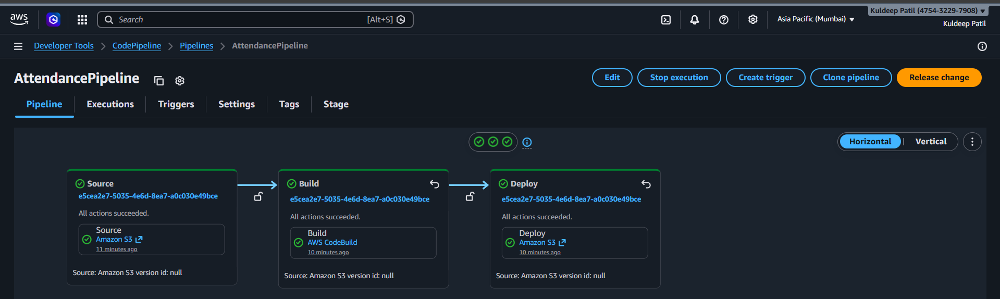 aws
Search
[Alt+S]
Asia Pacific (Mumbai)
Kuldeep Patil (4754-3229-7908)
Kuldeep Patil
Developer Tools
CodePipeline
Pipelines
AttendancePipeline
AttendancePipeline
Edit
Stop execution
Create trigger
Clone pipeline
Release change
Pipeline
Executions
Triggers
Settings
Tags
Stage
Horizontal
Vertical
Source
e5cea2e7-5035-4e6d-8ea7-a0c030e49bce
All actions succeeded.
Source
Amazon S3
11 minutes ago
Source: Amazon S3 version id: null
Build
e5cea2e7-5035-4e6d-8ea7-a0c030e49bce
All actions succeeded.
Build
AWS CodeBuild
10 minutes ago
Source: Amazon S3 version id: null
Deploy
e5cea2e7-5035-4e6d-8ea7-a0c030e49bce
All actions succeeded.
Deploy
Amazon S3
10 minutes ago
Source: Amazon S3 version id: null